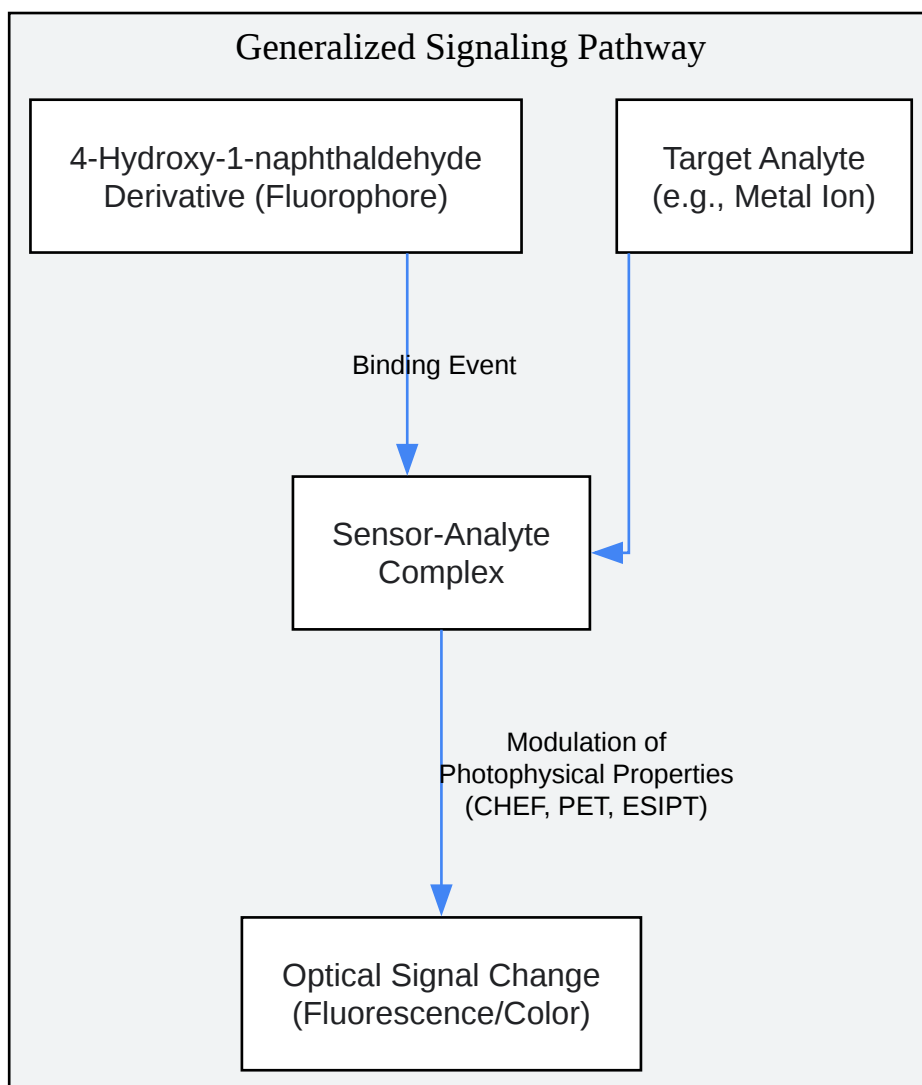 Generalized Signaling Pathway
4-Hydroxy-1-naphthaldehyde
Derivative (Fluorophore)
Target Analyte
(e.g., Metal Ion)
Binding Event
Sensor-Analyte
Complex
Modulation of
Photophysical Properties
(CHEF, PET, ESIPT)
Optical Signal Change
(Fluorescence/Color)